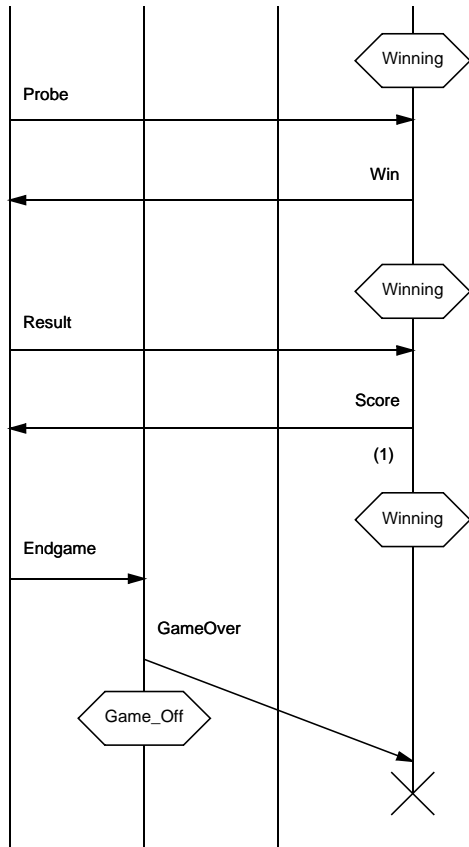 Winning
Probe
Win
Winning
Result
Score
(1)
Winning
Endgame
GameOver
Game_Off